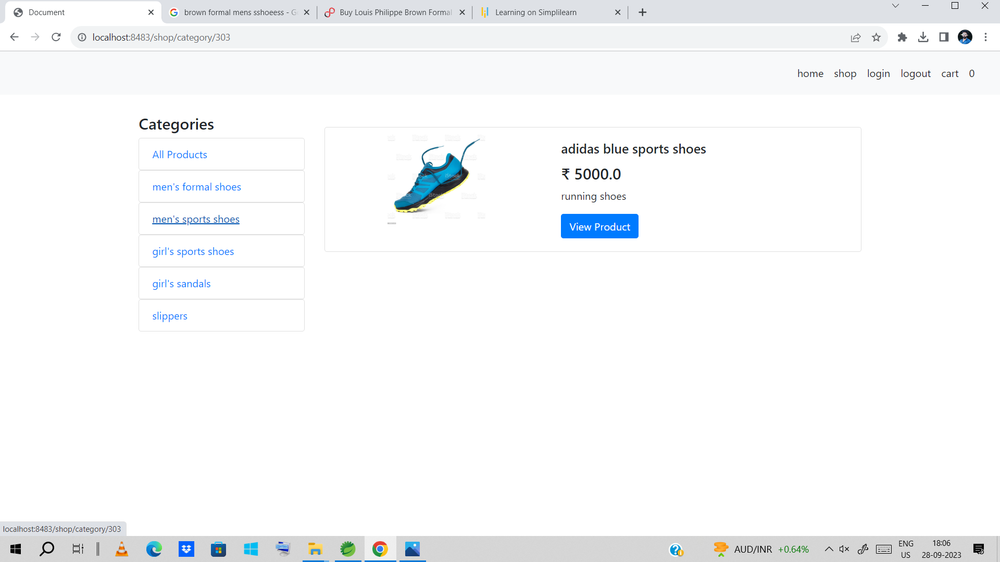 Document
brown formal mens sshoeess - G
Buy Louis Philippe Brown Formal
Learning on Simplilearn
localhost:8483/shop/category/303
home
shop
login
logout
cart
0
Categories
All Products
men's formal shoes
men's sports shoes
girl's sports shoes
girl's sandals
slippers
iStock
iStock
adidas blue sports shoes
₹ 5000.0
running shoes
View Product
localhost:8483/shop/category/303
AUD/INR +0.64%
ENG
US
18:06
28-09-2023